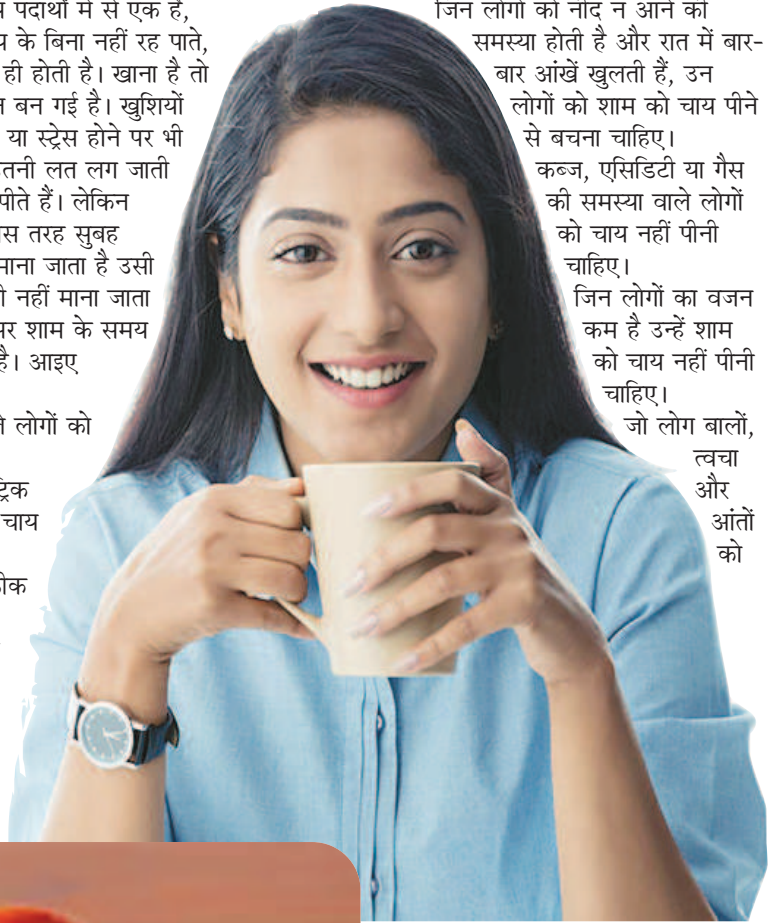 पदार्थों में से एक है,
के बिना नहीं रह पाते,
ही होती है। खाना है तो
बन गई है। खुशियों
या स्ट्रेस होने पर भी
लत लग जाती
पीते हैं। लेकिन
तरह सुबह
माना जाता है उसी
नहीं माना जाता
शाम के समय
है। आइए
लोगों को
चाय
जिन लोगों को नींद न आने की
समस्या होती है और रात में बार-
बार आंखें खुलती हैं, उन
लोगों को शाम को चाय पीने
से बचना चाहिए।
कब्ज, एसिडिटी या गैस
की समस्या वाले लोगों
को चाय नहीं पीनी
चाहिए।
जिन लोगों का वजन
कम है उन्हें शाम
को चाय नहीं पीनी
चाहिए।
जो लोग बालों,
त्वचा
और
आंतों
को